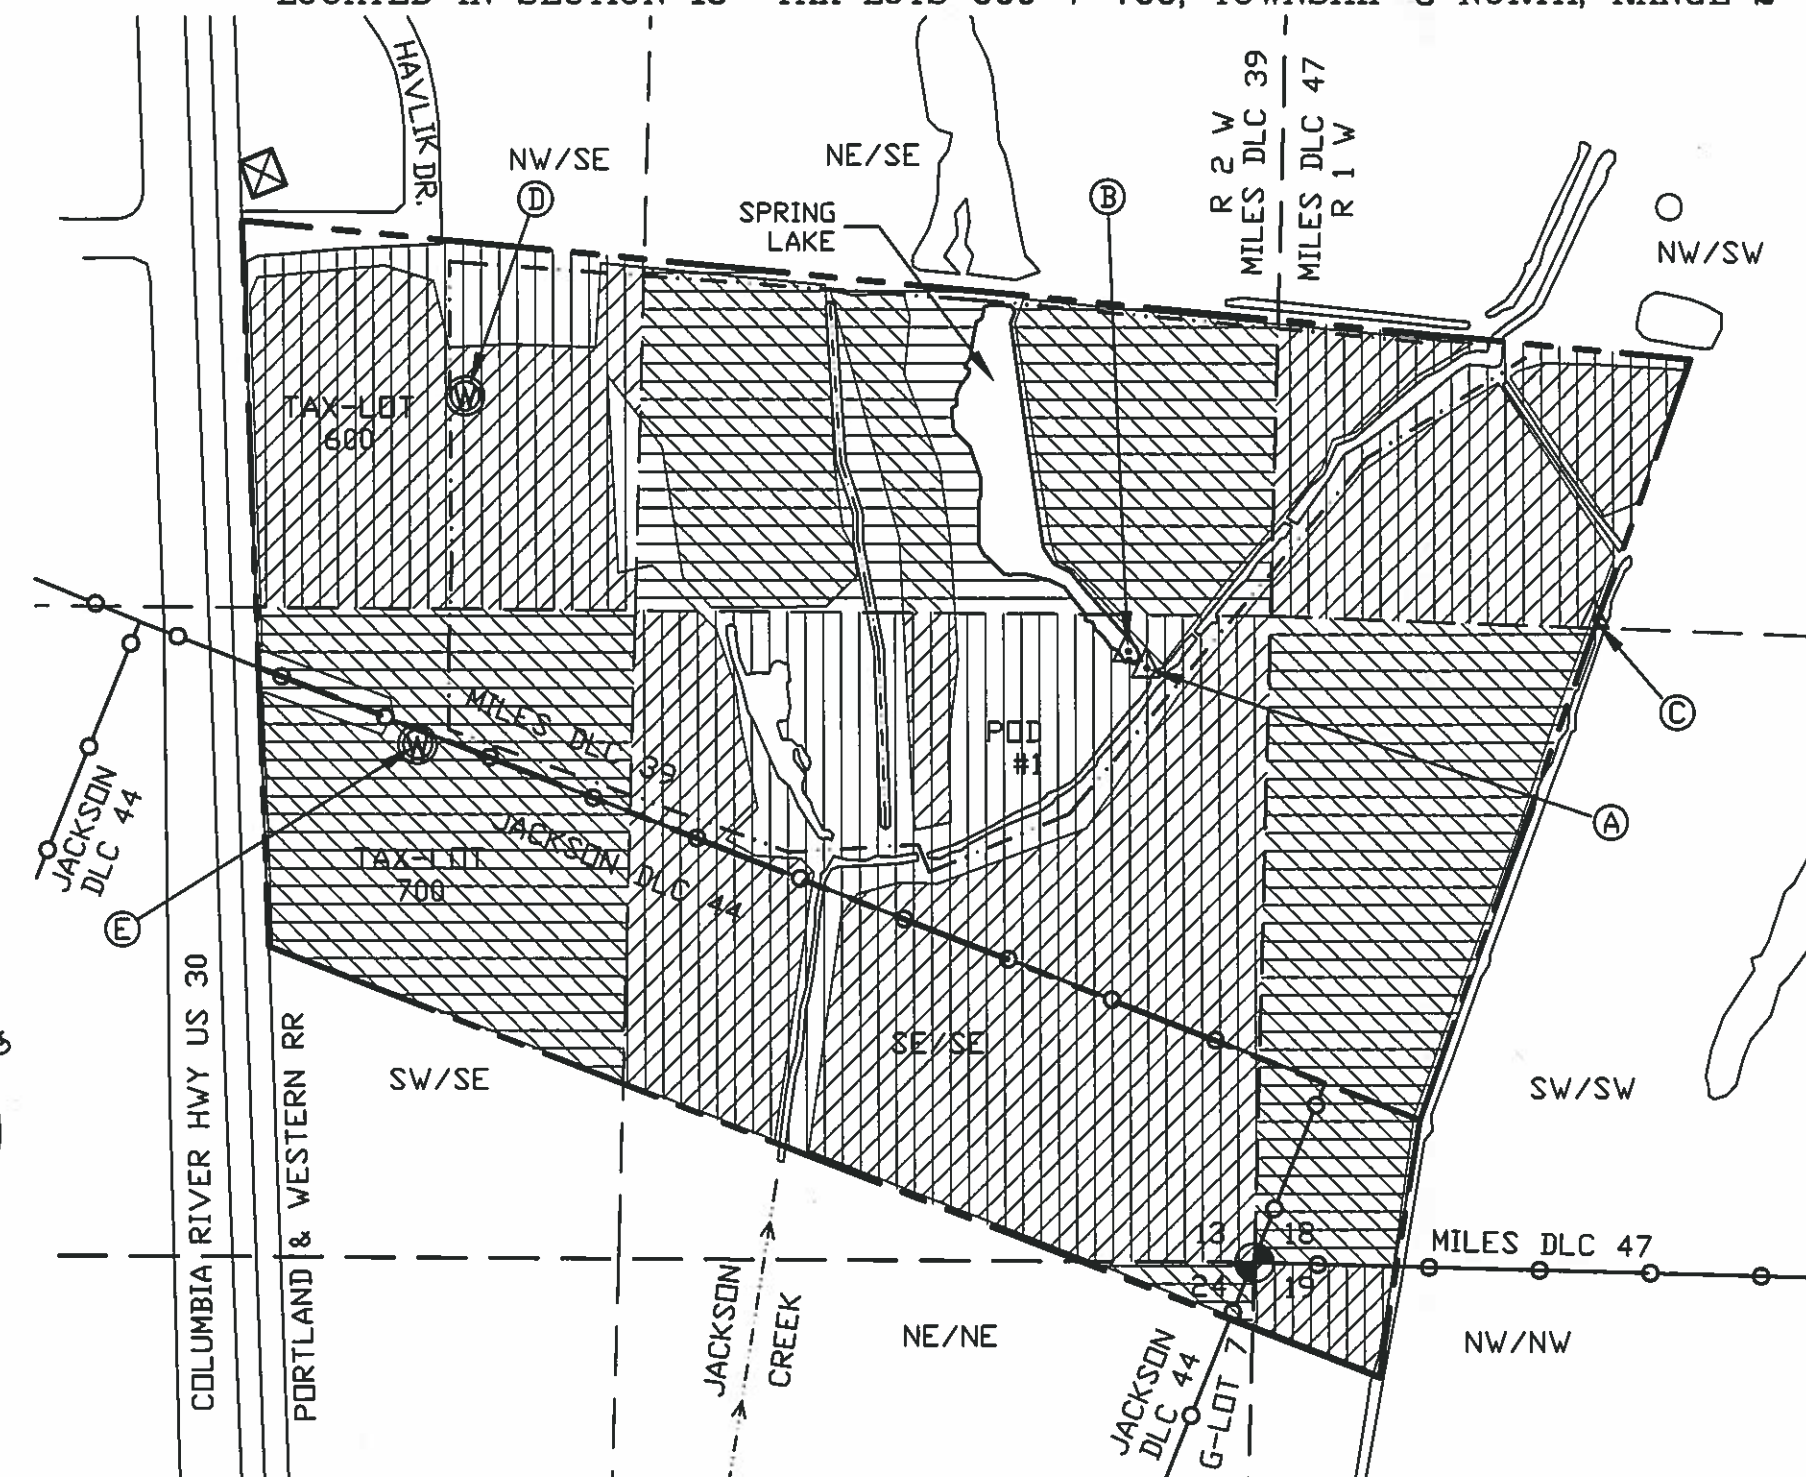 HAVLIK DR.
NW/SE
D
NE/SE
SPRING
LAKE
B
R 2 W
MILES DLC 39
MILES DLC 47
R 1 W
NW/SW
W
TAX-LOT
600
C
MILES DLC 39
POD
#1
W
JACKSON
DLC 44
A
JACKSON DLC 44
TAX-LOT
700
E
SE/SE
SW/SE
SW/SW
COLUMBIA RIVER HWY US 30
PORTLAND & WESTERN RR
13
18
24
19
MILES DLC 47
JACKSON
CREEK
NE/NE
NW/NW
JACKSON
DLC 44
G-LOT 7